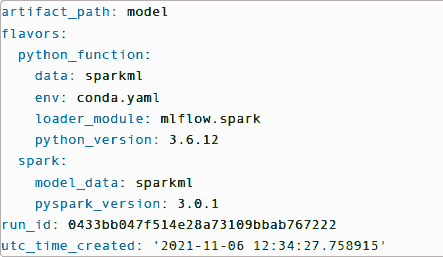 artifact_path: model
flavors:
  python_function:
    data: sparkml
    env: conda.yaml
    loader_module: mlflow.spark
    python_version: 3.6.12
  spark:
    model_data: sparkml
    pyspark_version: 3.0.1
run_id: 0433bb047f514e28a73109bbab767222
utc_time_created: '2021-11-06 12:34:27.758915'